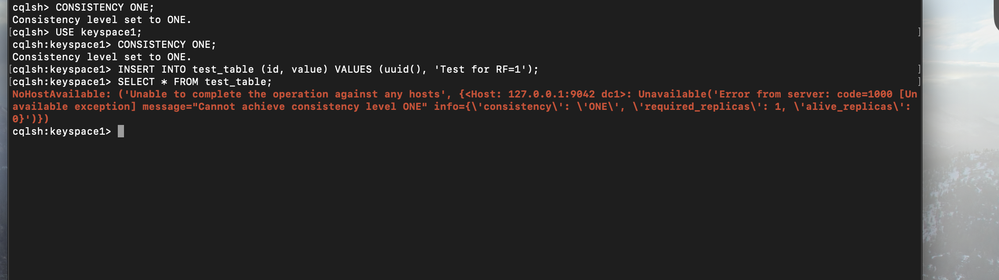 cqlsh> CONSISTENCY ONE;
Consistency level set to ONE.
[cqlsh> USE keyspace1; ]
cqlsh:keyspace1> CONSISTENCY ONE;
Consistency level set to ONE.
[cqlsh:keyspace1> INSERT INTO test_table (id, value) VALUES (uuid(), 'Test for RF=1'); ]
[cqlsh:keyspace1> SELECT * FROM test_table; ]
NoHostAvailable: ('Unable to complete the operation against any hosts', {<Host: 127.0.0.1:9042 dc1>: Unavailable('Error from server: code=1000 [Un
available exception] message="Cannot achieve consistency level ONE" info={\'consistency\': \'ONE\', \'required_replicas\': 1, \'alive_replicas\':
0}')})
cqlsh:keyspace1>